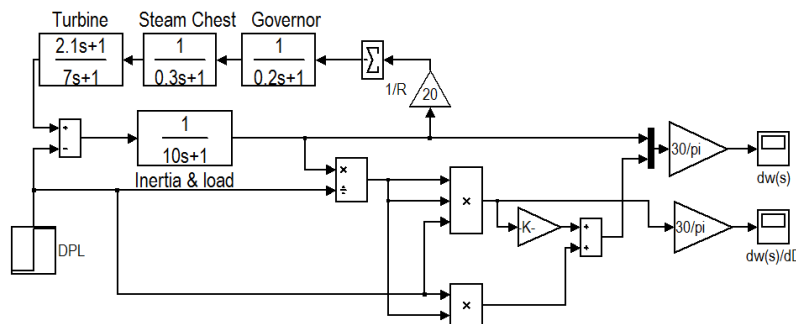 Turbine
Steam Chest
Governor
2.1s+1
7s+1
1
0.3s+1
1
0.2s+1
Σ
1/R
20
+
-
1
10s+1
Inertia & load
×
÷
×
-K-
+
+
30/pi
dw(s)
30/pi
dw(s)/dD
DPL
×